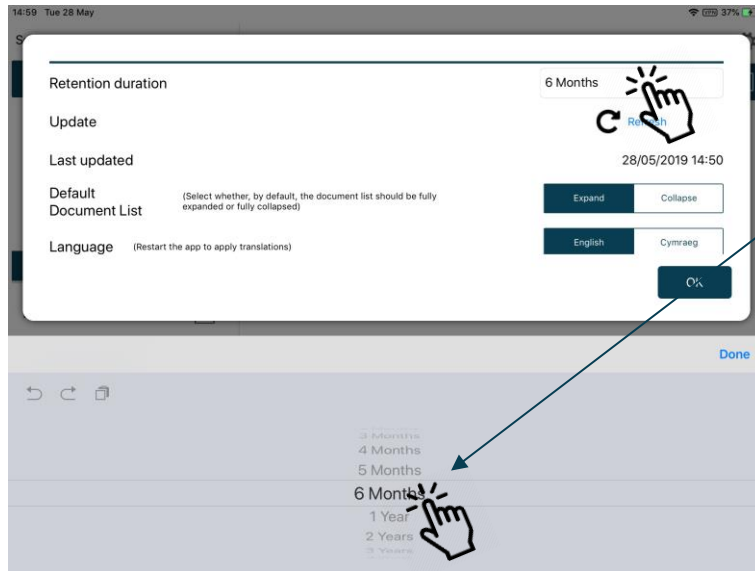 14:59 Tue 28 May
VPN 37%
S
Retention duration
6 Months
Update
Refresh
Last updated
28/05/2019 14:50
Default
Document List
(Select whether, by default, the document list should be fully
expanded or fully collapsed)
Expand
Collapse
Language
(Restart the app to apply translations)
English
Cymraeg
OK
Done
3 Months
4 Months
5 Months
6 Months
1 Year
2 Years
3 Years